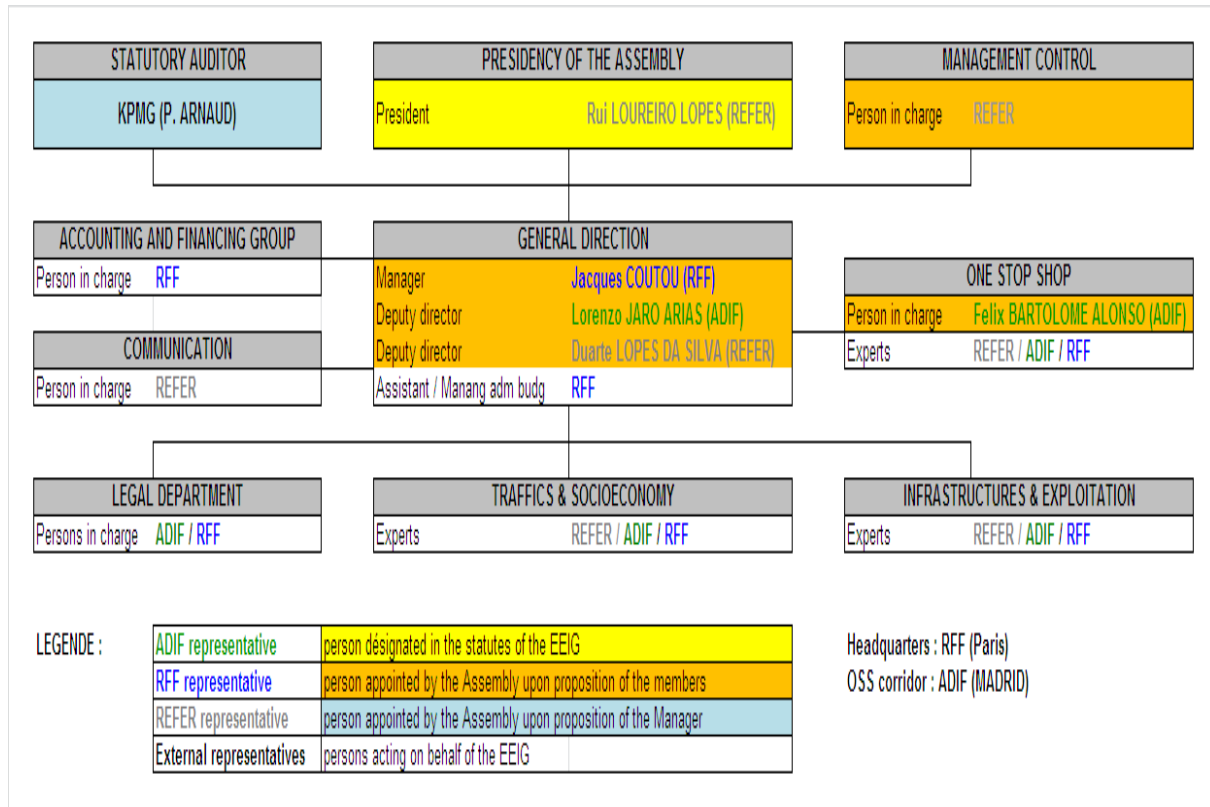 STATUTORY AUDITOR
KPMG (P. ARNAUD)
PRESIDENCY OF THE ASSEMBLY
President Rui LOUREIRO LOPES (REFER)
MANAGEMENT CONTROL
Person in charge REFER
ACCOUNTING AND FINANCING GROUP
Person in charge RFF
COMMUNICATION
Person in charge REFER
GENERAL DIRECTION
Manager Jacques COUTOU (RFF)
Deputy director Lorenzo JARO ARIAS (ADIF)
Deputy director Duarte LOPES DA SILVA (REFER)
Assistant / Manang adm budg RFF
ONE STOP SHOP
Person in charge Felix BARTOLOME ALONSO (ADIF)
Experts REFER / ADIF / RFF
LEGAL DEPARTMENT
Persons in charge ADIF / RFF
TRAFFICS & SOCIOECONOMY
Experts REFER / ADIF / RFF
INFRASTRUCTURES & EXPLOITATION
Experts REFER / ADIF / RFF
LEGENDE :
ADIF representative person désignated in the statutes of the EEIG
RFF representative person appointed by the Assembly upon proposition of the members
REFER representative person appointed by the Assembly upon proposition of the Manager
External representatives persons acting on behalf of the EEIG
Headquarters : RFF (Paris)
OSS corridor : ADIF (MADRID)